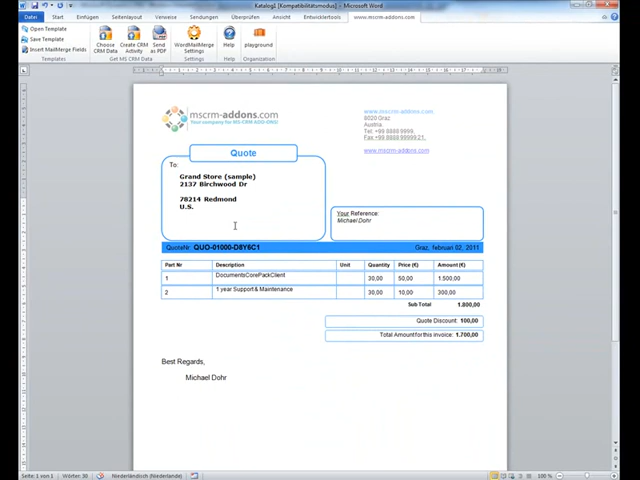 Katalog1 [Kompatibilitätsmodus] - Microsoft Word
Datei Start Einfügen Seitenlayout Verweise Sendungen Überprüfen Ansicht Entwicklertools www.mscrm-addons.com
Open Template
Save Template
Insert MailMerge Fields
Choose CRM Data
Create CRM Activity
Send as PDF
WordMailMerge Settings
Help
playground
Get MS CRM Data Settings Help Organization
mscrm-addons.com
Your company for MS CRM ADD-ONs!
www.mscrm-addons.com
8020 Graz
Austria.
Tel. +99 8888 9999.
Fax +99 8888 99999 21.
www.mscrm-addons.com
Quote
To:
Grand Store (sample)
2137 Birchwood Dr
78214 Redmond
U.S.
Your Reference:
Michael Dohr
QuoteNr. QUO-01000-D8Y6C1 Graz, februari 02, 2011
Part Nr Description Unit Quantity Price (€) Amount (€)
1 DocumentsCorePackClient 30,00 50,00 1.500,00
2 1 year Support & Maintenance 30,00 10,00 300,00
Sub Total 1.800,00
Quote Discount: 100,00
Total Amount for this invoice: 1.700,00
Best Regards,
Michael Dohr
Seite: 1 von 1 Wörter: 30 Niederländisch (Niederlande) 100 %